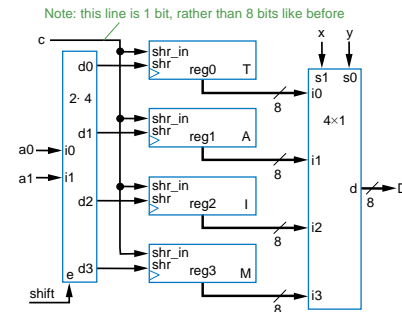 Note: this line is 1 bit, rather than 8 bits like before
c
x
y
shr_in
shr
reg0
T
d0
s1
s0
8
i0
2· 4
4×1
shr_in
shr
reg1
A
d1
a0
i0
8
i1
a1
i1
shr_in
shr
reg2
I
d2
d
D
8
8
i2
shr_in
shr
reg3
M
d3
e
shift
8
i3